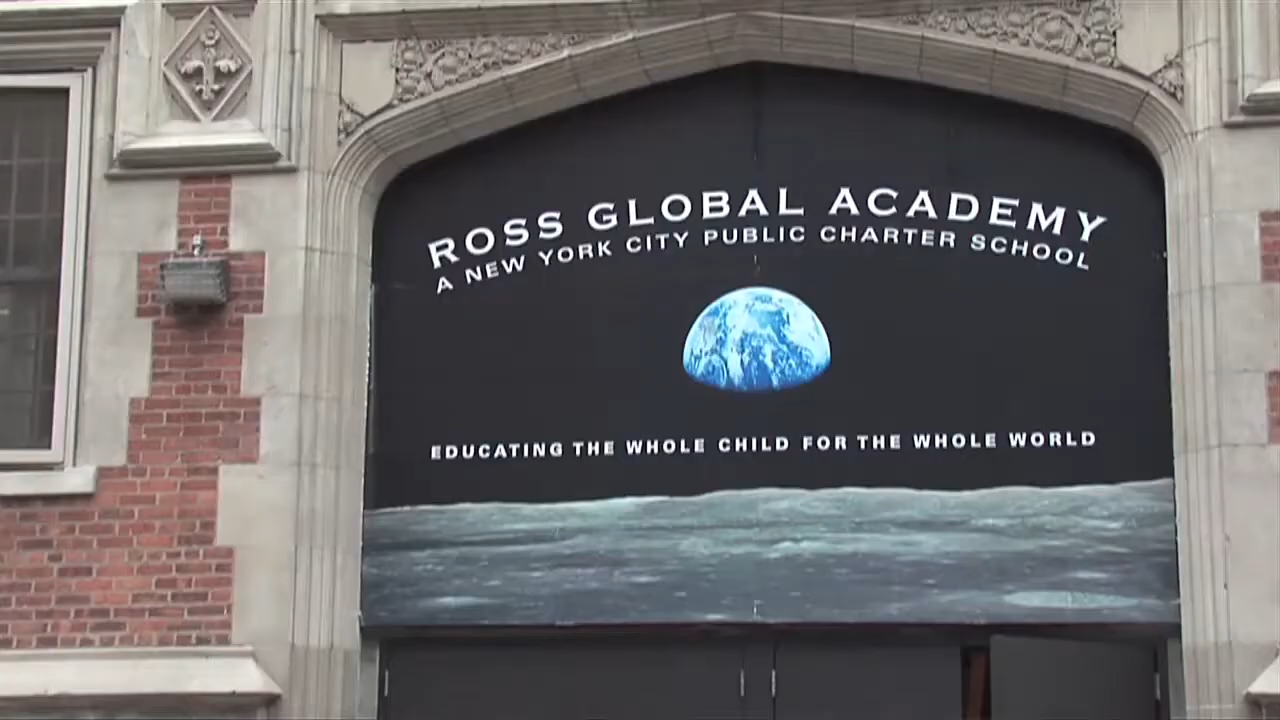 ROSS GLOBAL ACADEMY
A NEW YORK CITY PUBLIC CHARTER SCHOOL
EDUCATING THE WHOLE CHILD FOR THE WHOLE WORLD